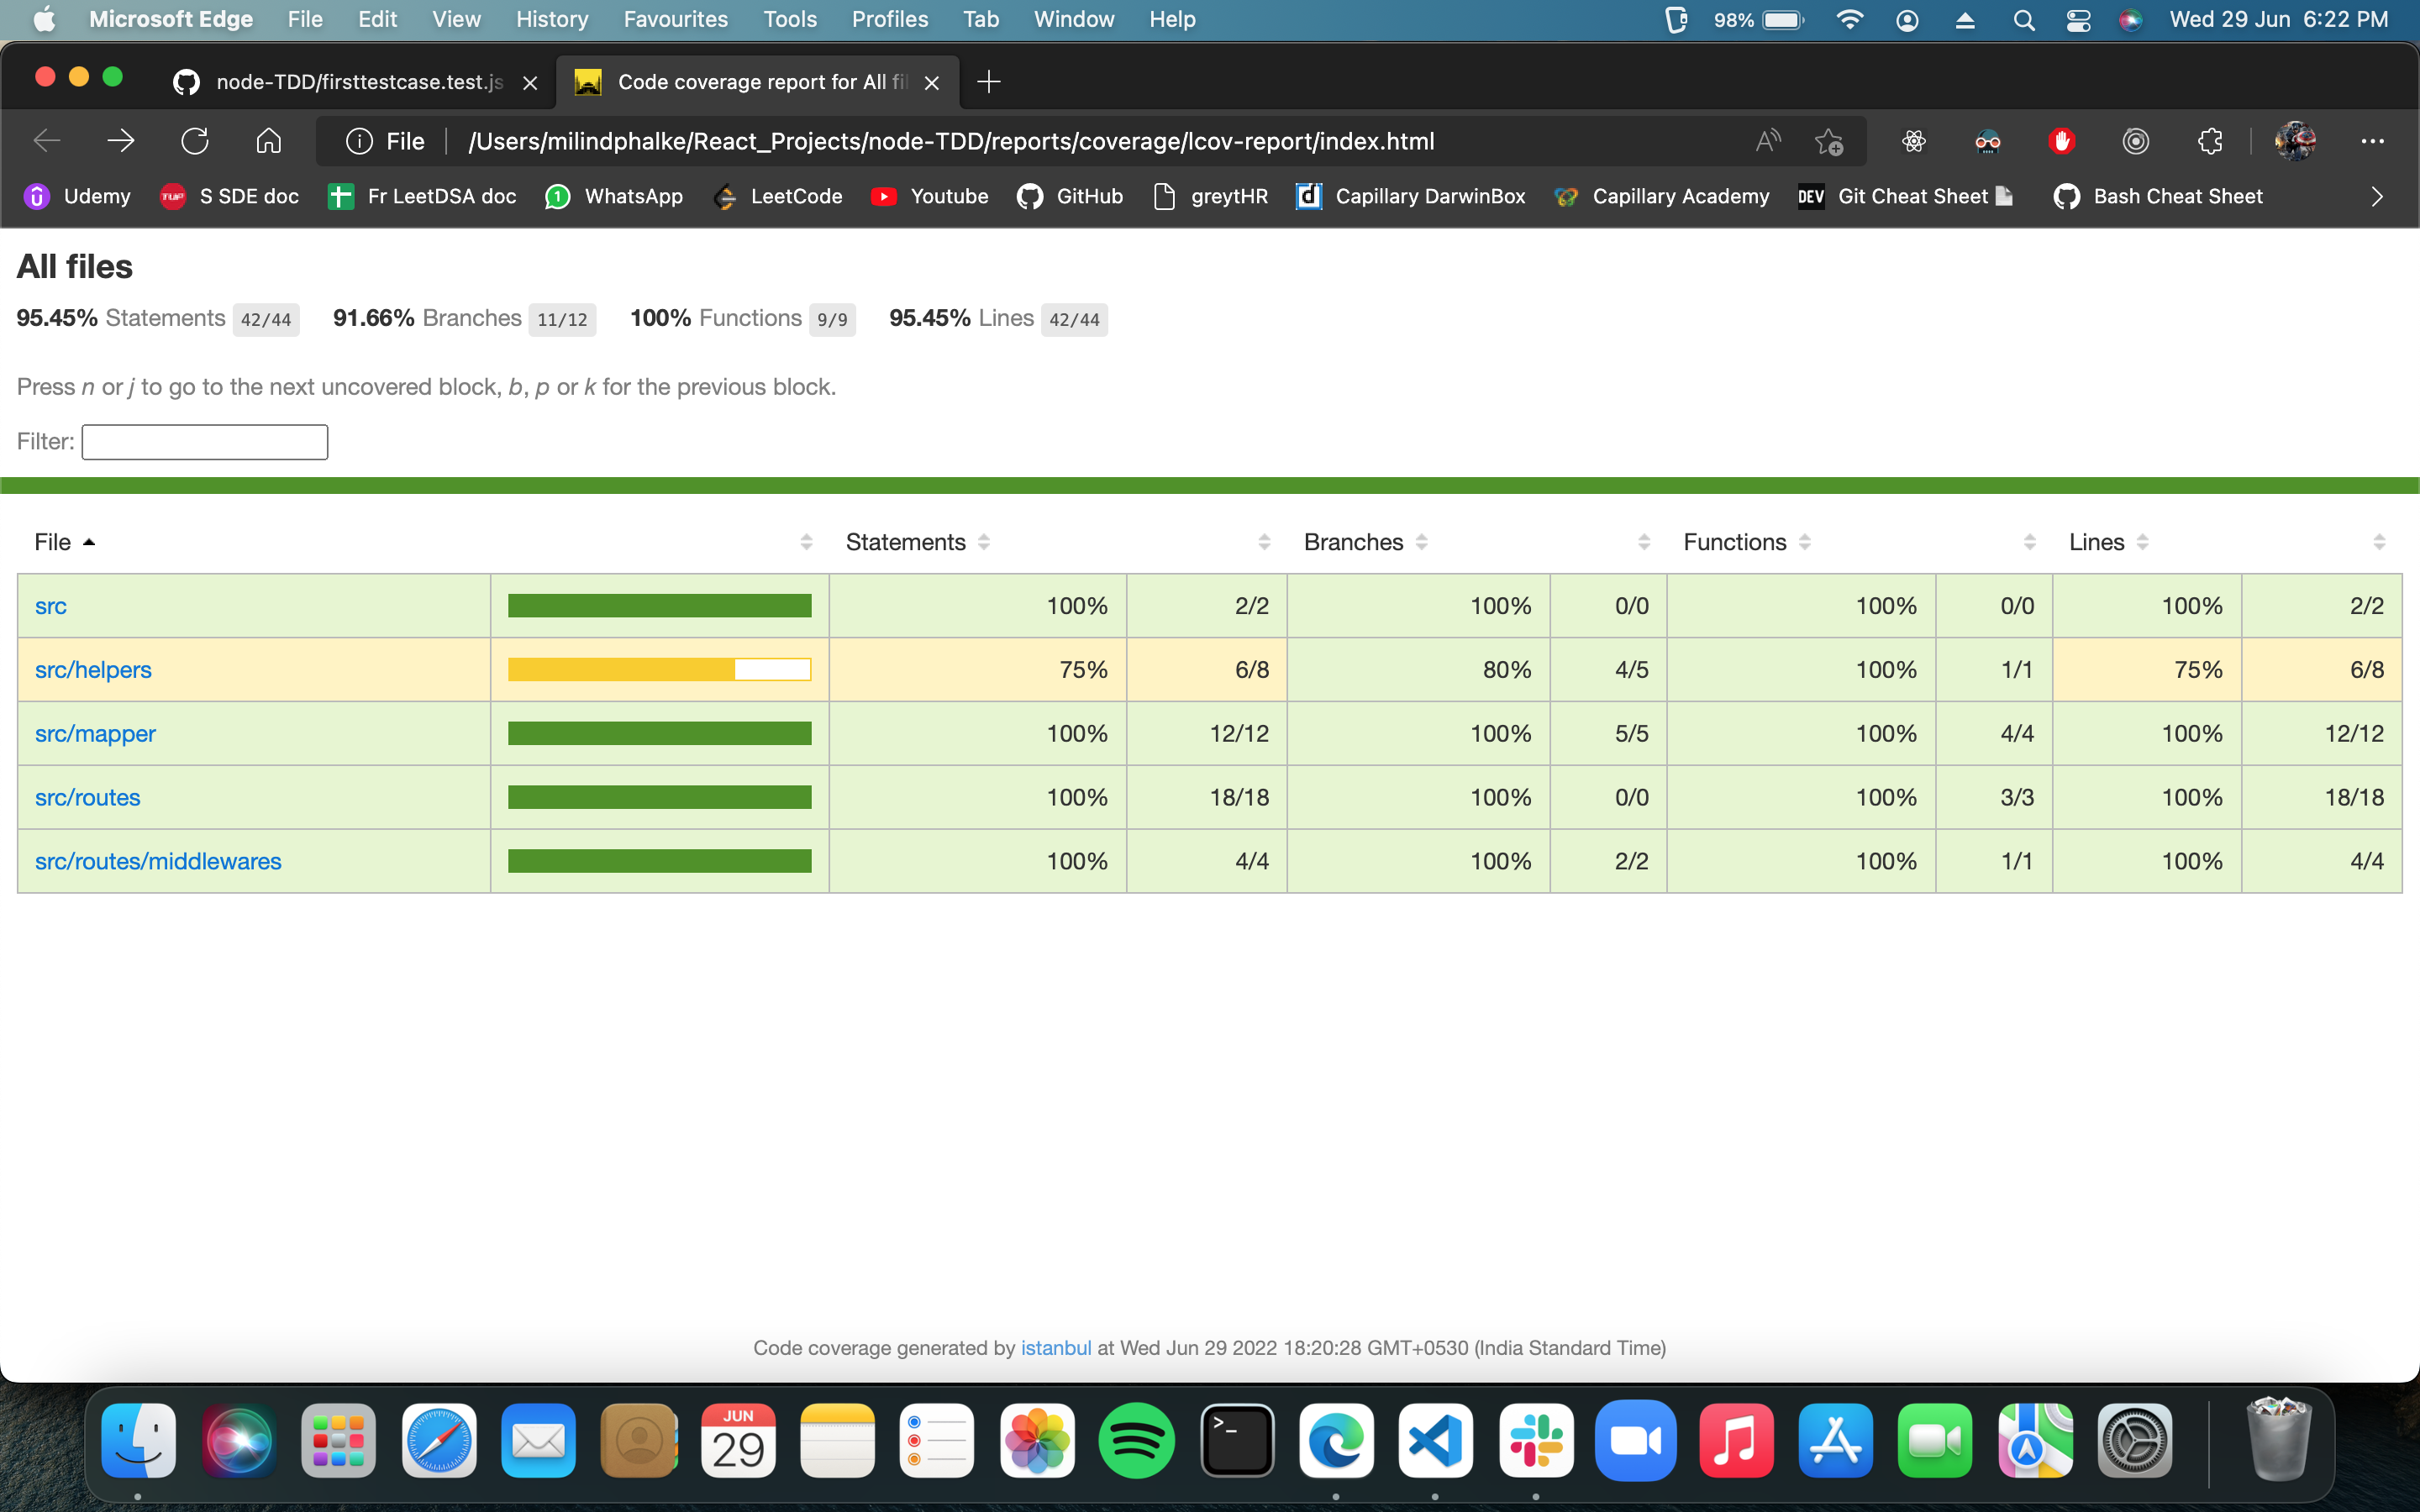 Microsoft Edge File Edit View History Favourites Tools Profiles Tab Window Help 98% Wed 29 Jun 6:22 PM
node-TDD/firsttestcase.test.js Code coverage report for All fil
File /Users/milindphalke/React_Projects/node-TDD/reports/coverage/lcov-report/index.html
Udemy S SDE doc Fr LeetDSA doc WhatsApp LeetCode Youtube GitHub greytHR Capillary DarwinBox Capillary Academy DEV Git Cheat Sheet Bash Cheat Sheet
All files
95.45% Statements 42/44 91.66% Branches 11/12 100% Functions 9/9 95.45% Lines 42/44
Press n or j to go to the next uncovered block, b, p or k for the previous block.
Filter:
File Statements Branches Functions Lines
src 100% 2/2 100% 0/0 100% 0/0 100% 2/2
src/helpers 75% 6/8 80% 4/5 100% 1/1 75% 6/8
src/mapper 100% 12/12 100% 5/5 100% 4/4 100% 12/12
src/routes 100% 18/18 100% 0/0 100% 3/3 100% 18/18
src/routes/middlewares 100% 4/4 100% 2/2 100% 1/1 100% 4/4
Code coverage generated by istanbul at Wed Jun 29 2022 18:20:28 GMT+0530 (India Standard Time)
JUN
29